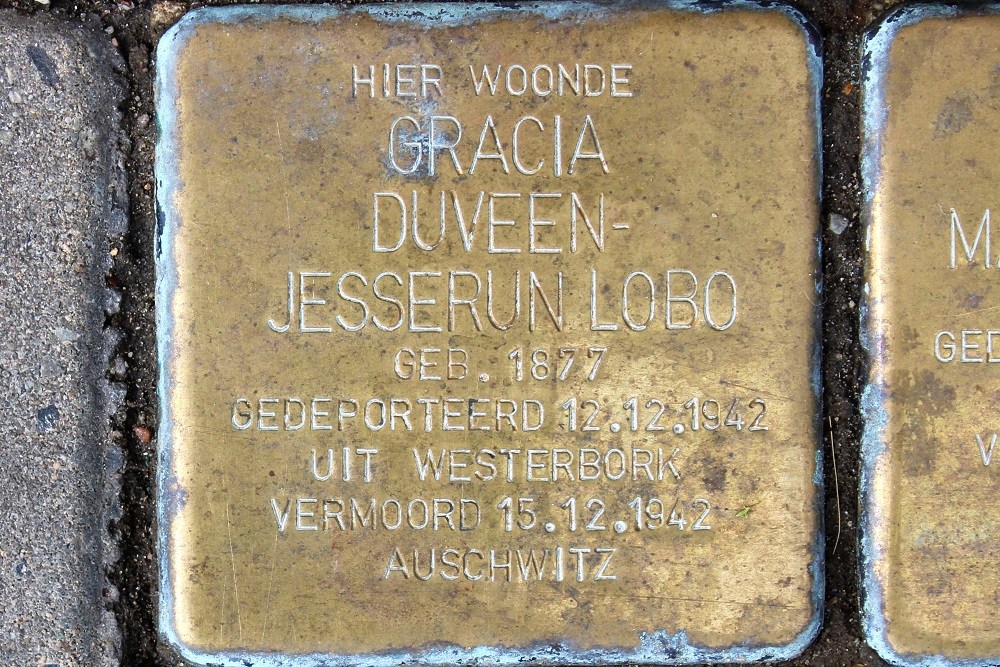 HIER WOONDE
GRACIA
DUVEEN-
JESSERUN LOBO
GEB. 1877
GEDEPORTEERD 12.12.1942
UIT WESTERBORK
VERMOORD 15.12.1942
AUSCHWITZ